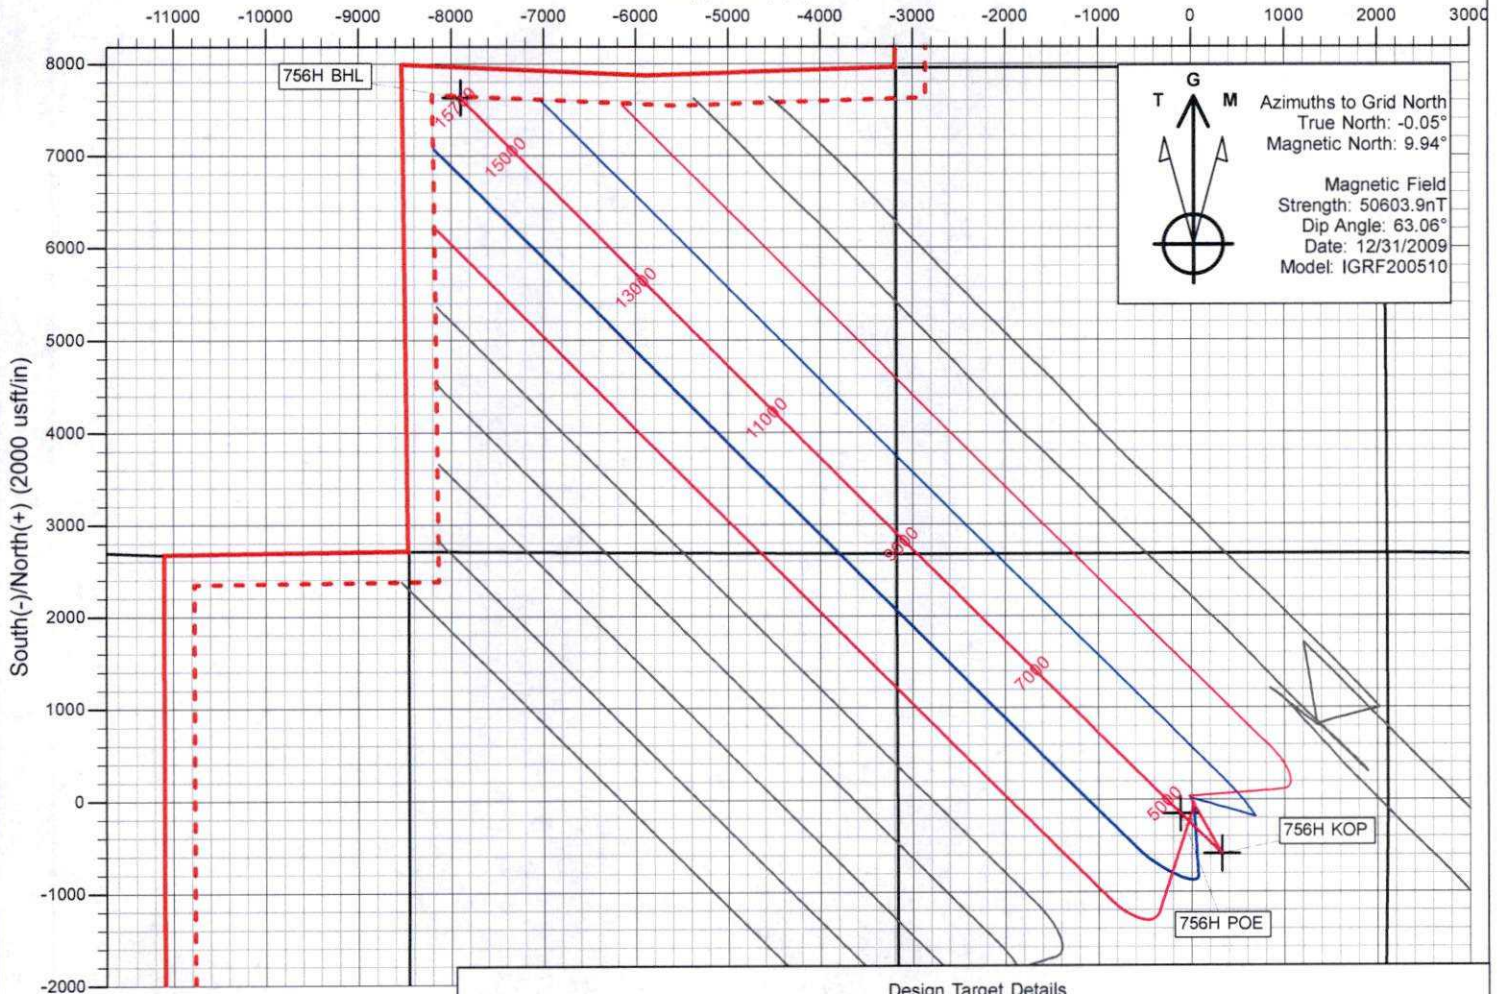 -11000 -10000 -9000 -8000 -7000 -6000 -5000 -4000 -3000 -2000 -1000 0 1000 2000 3000
8000
7000
6000
5000
4000
3000
2000
1000
0
-1000
-2000
South(-)/North(+) (2000 usft/in)
756H BHL
15000
13000
11000
9000
7000
5000
756H KOP
756H POE
G
T M
Azimuths to Grid North
True North: -0.05°
Magnetic North: 9.94°
Magnetic Field
Strength: 50603.9nT
Dip Angle: 63.06°
Date: 12/31/2009
Model: IGRF200510
Design Target Details